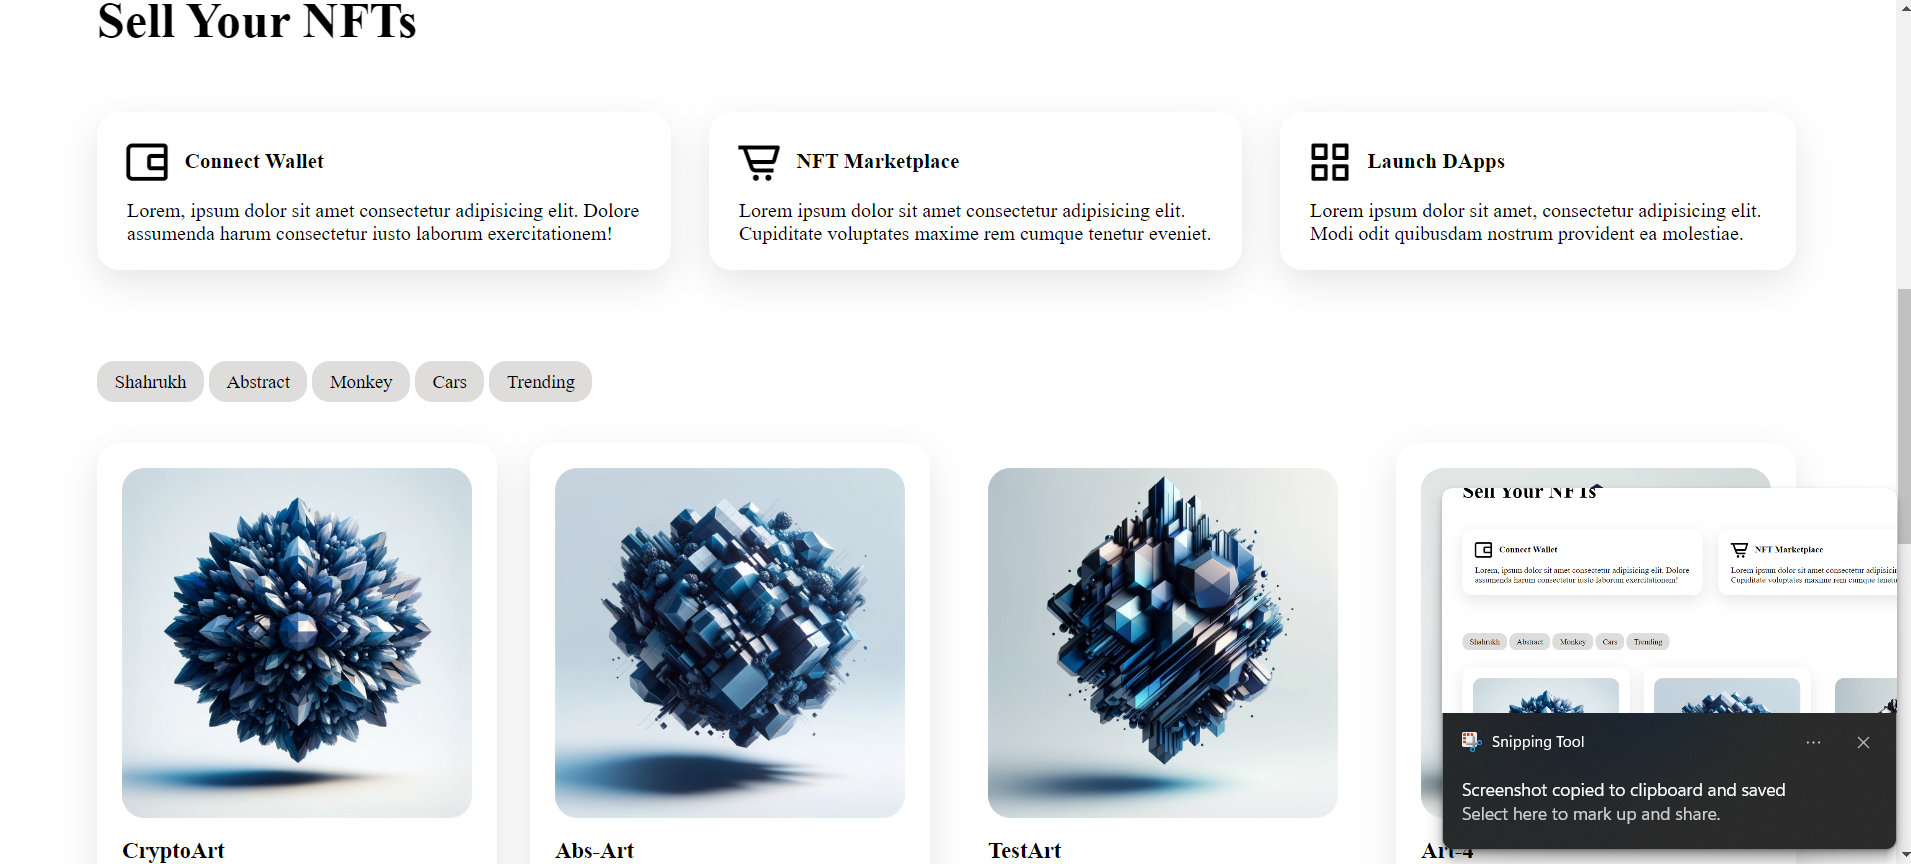 Sell Your NFTs
Connect Wallet
Lorem, ipsum dolor sit amet consectetur adipisicing elit. Dolore
assumenda harum consectetur iusto laborum exercitationem!
NFT Marketplace
Lorem ipsum dolor sit amet consectetur adipisicing elit.
Cupiditate voluptates maxime rem cumque tenetur eveniet.
Launch DApps
Lorem ipsum dolor sit amet, consectetur adipisicing elit.
Modi odit quibusdam nostrum provident ea molestiae.
Shahrukh
Abstract
Monkey
Cars
Trending
CryptoArt
Abs-Art
TestArt
Art-4
Sell Your NFTs
Connect Wallet
Lorem, ipsum dolor sit amet consectetur adipisicing elit. Dolore
assumenda harum consectetur iusto laborum exercitationem!
NFT Marketplace
Lorem ipsum dolor sit amet consectetur
Cupiditate voluptates maxime rem cumque
Shahrukh
Abstract
Monkey
Cars
Trending
Snipping Tool
Screenshot copied to clipboard and saved
Select here to mark up and share.